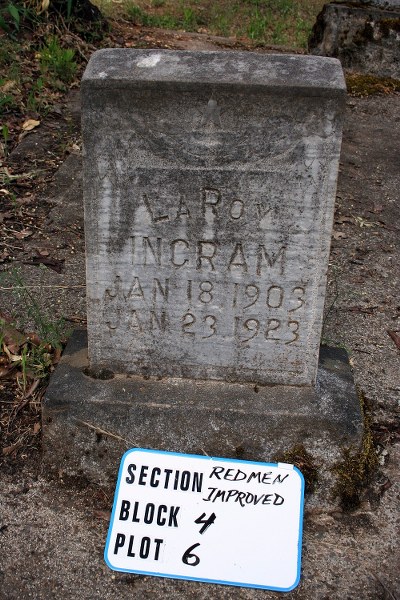 LAROY
INGRAM
JAN 18 1903
JAN 23 1923
SECTION REDMEN
IMPROVED
BLOCK 4
PLOT 6